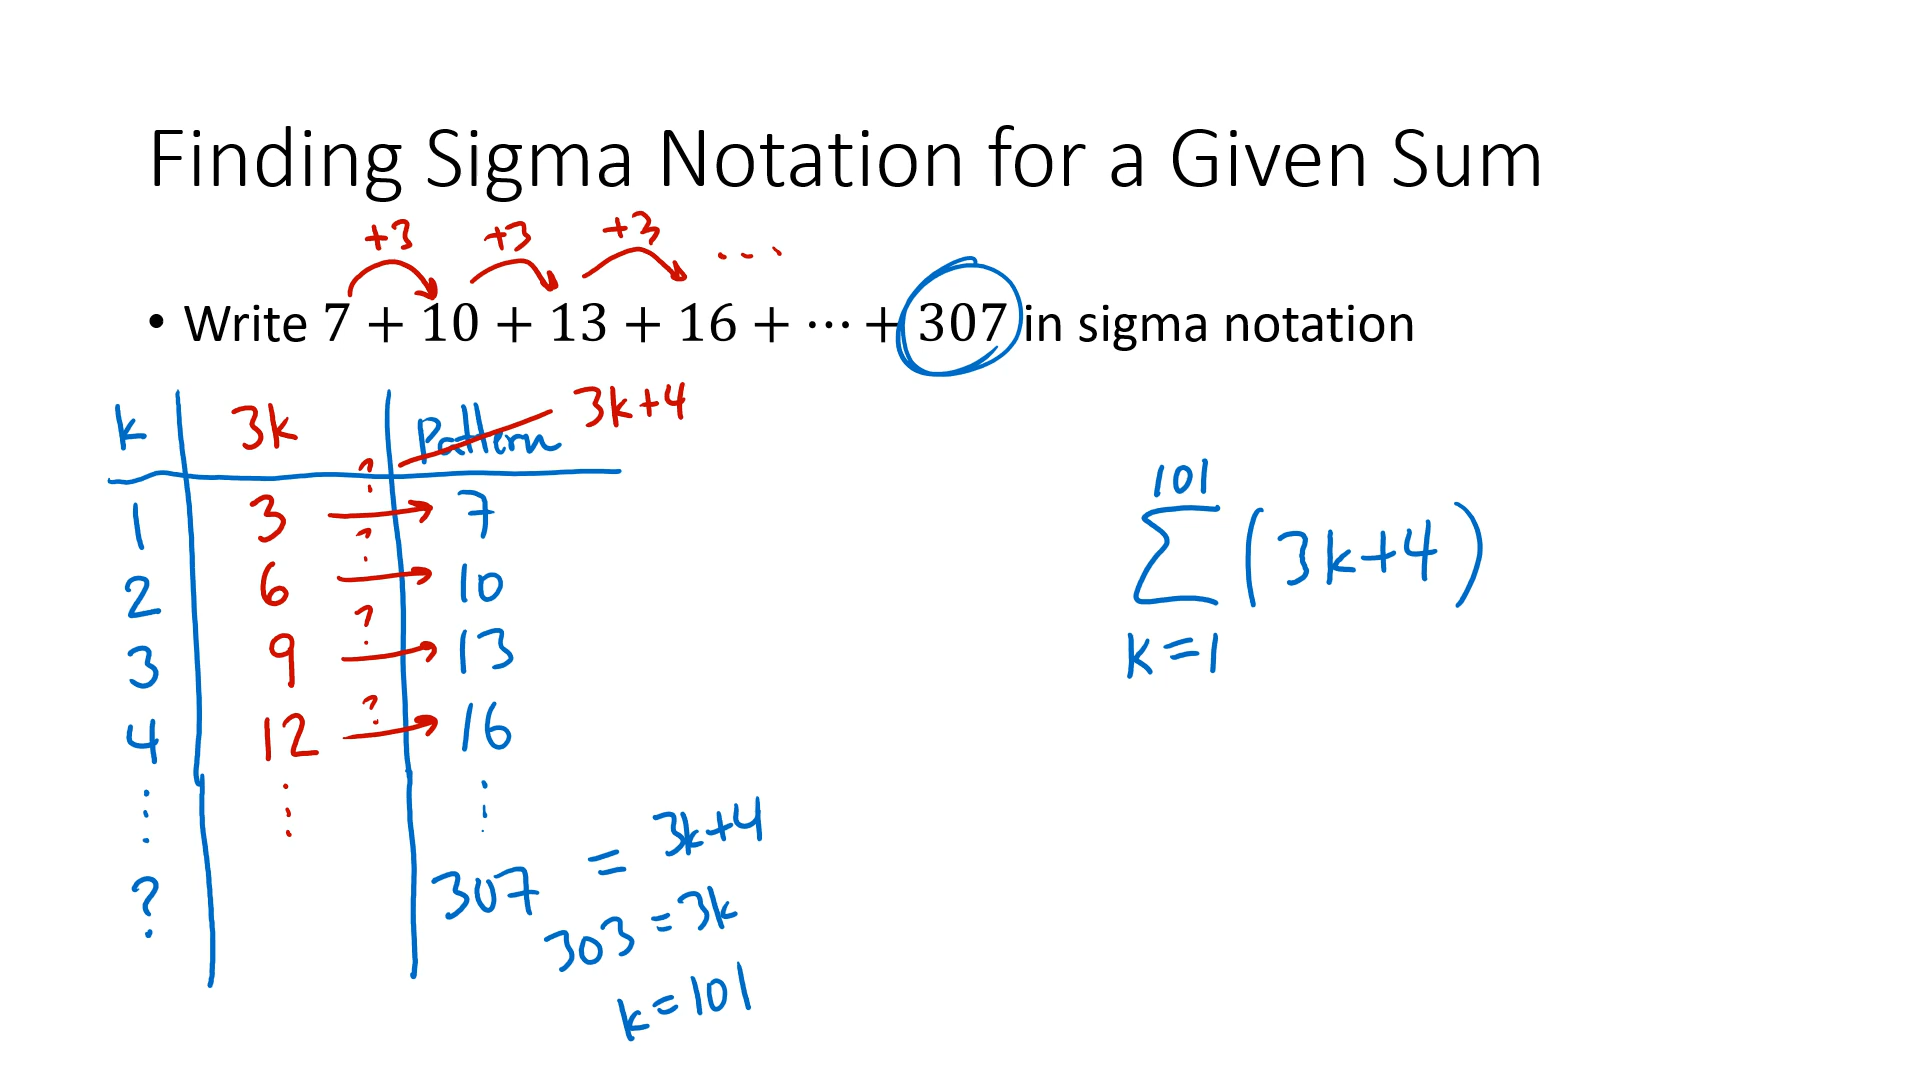 Finding Sigma Notation for a Given Sum
+3 +3 +3 ...
• Write 7 + 10 + 13 + 16 + ⋯ + 307 in sigma notation
k 3k Pattern 3k+4
1 3 ? → 7
2 6 ? → 10
3 9 ? → 13
4 12 ? → 16
⋮ ⋮ ⋮
? 307 = 3k+4
303 = 3k
k = 101
101
∑ (3k+4)
k=1